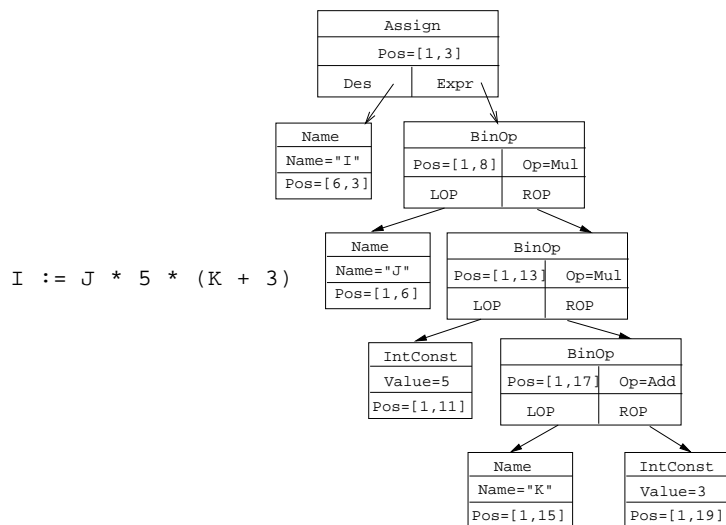 Assign
Pos=[1,3]
Des Expr
Name
Name="I"
Pos=[6,3]
BinOp
Pos=[1,8] Op=Mul
LOP ROP
I := J * 5 * (K + 3)
Name
Name="J"
Pos=[1,6]
BinOp
Pos=[1,13] Op=Mul
LOP ROP
IntConst
Value=5
Pos=[1,11]
BinOp
Pos=[1,17] Op=Add
LOP ROP
Name
Name="K"
Pos=[1,15]
IntConst
Value=3
Pos=[1,19]